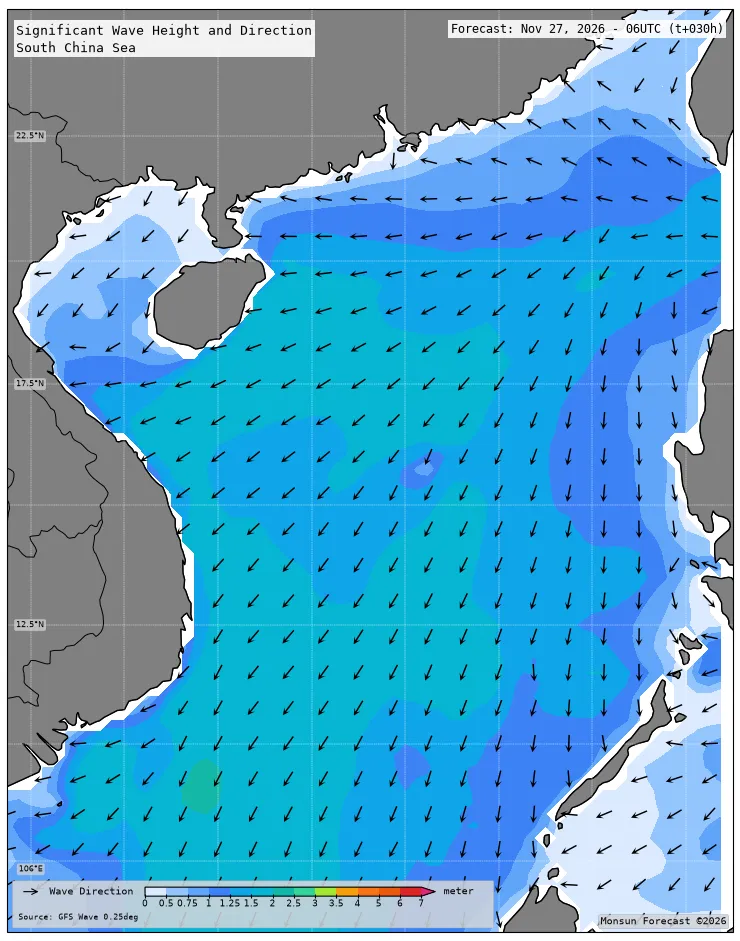 Significant Wave Height and Direction
South China Sea
Forecast: Nov 27, 2026 - 06UTC (t+030h)
22.5°N
17.5°N
12.5°N
106°E
Wave Direction
meter
0 0.5 0.75 1 1.25 1.5 2 2.5 3 3.5 4 5 6 7
Source: GFS Wave 0.25deg
Monsun Forecast ©2026